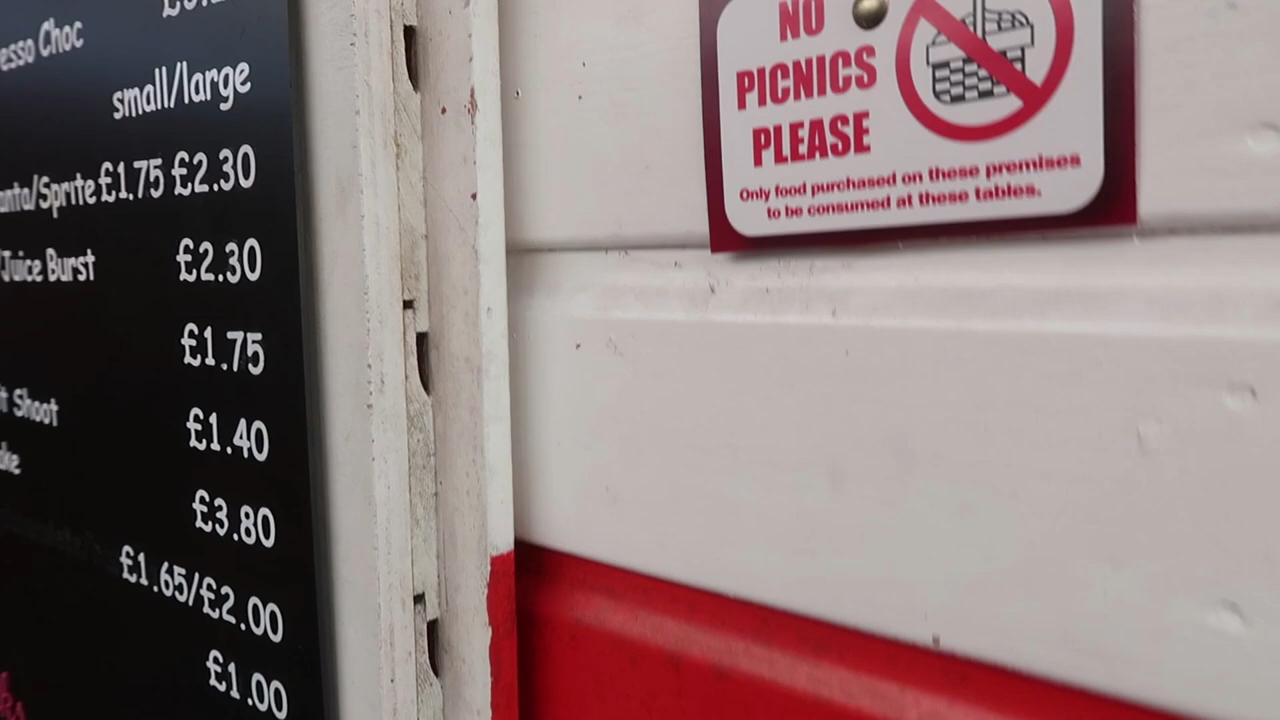 esso Choc
small/large
anta/Sprite £1.75 £2.30
Juice Burst £2.30
£1.75
t Shoot £1.40
ake
£3.80
£1.65/£2.00
£1.00
NO
PICNICS
PLEASE
Only food purchased on these premises
to be consumed at these tables.